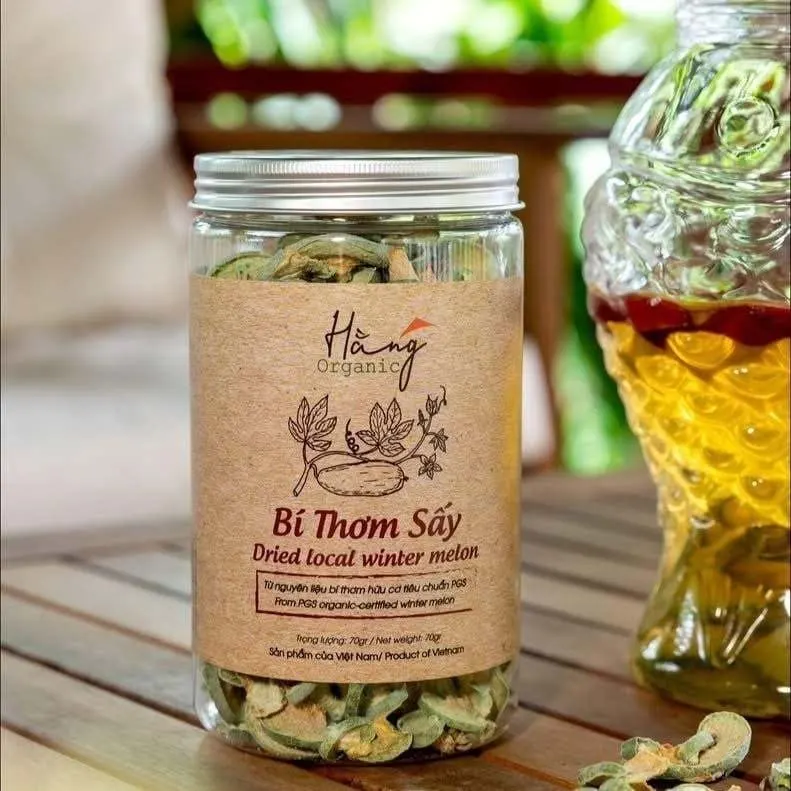 Hằng
Organic
Bí Thơm Sấy
Dried local winter melon
Từ nguyên liệu bí thơm hữu cơ tiêu chuẩn PGS
From PGS organic-certified winter melon
Trọng lượng: 70gr / Net weight: 70gr
Sản phẩm của Việt Nam/ Product of Vietnam